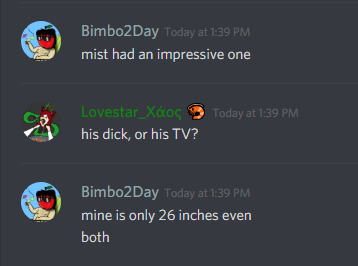 Bimbo2Day Today at 1:39 PM
mist had an impressive one
Lovestar_Χάος Today at 1:39 PM
his dick, or his TV?
Bimbo2Day Today at 1:39 PM
mine is only 26 inches even
both